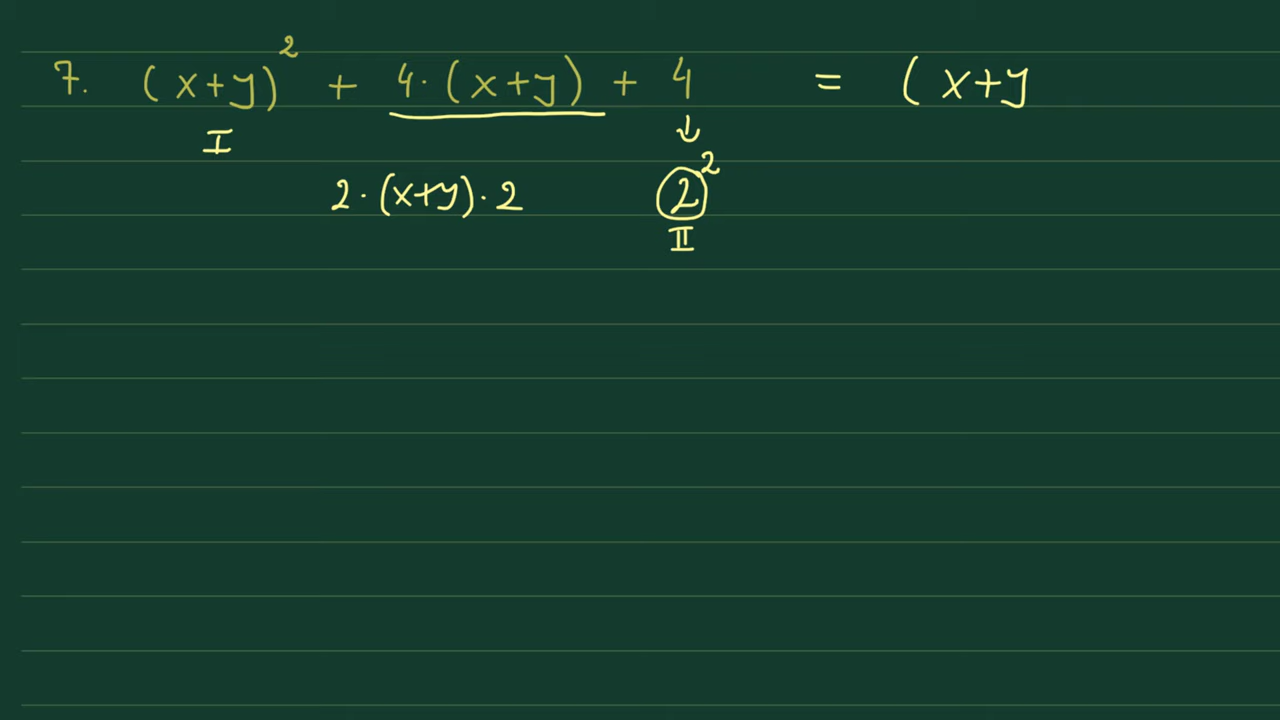 7. (x+y)² + 4·(x+y) + 4 = (x+y
I ↓
2·(x+y)·2 2²
II